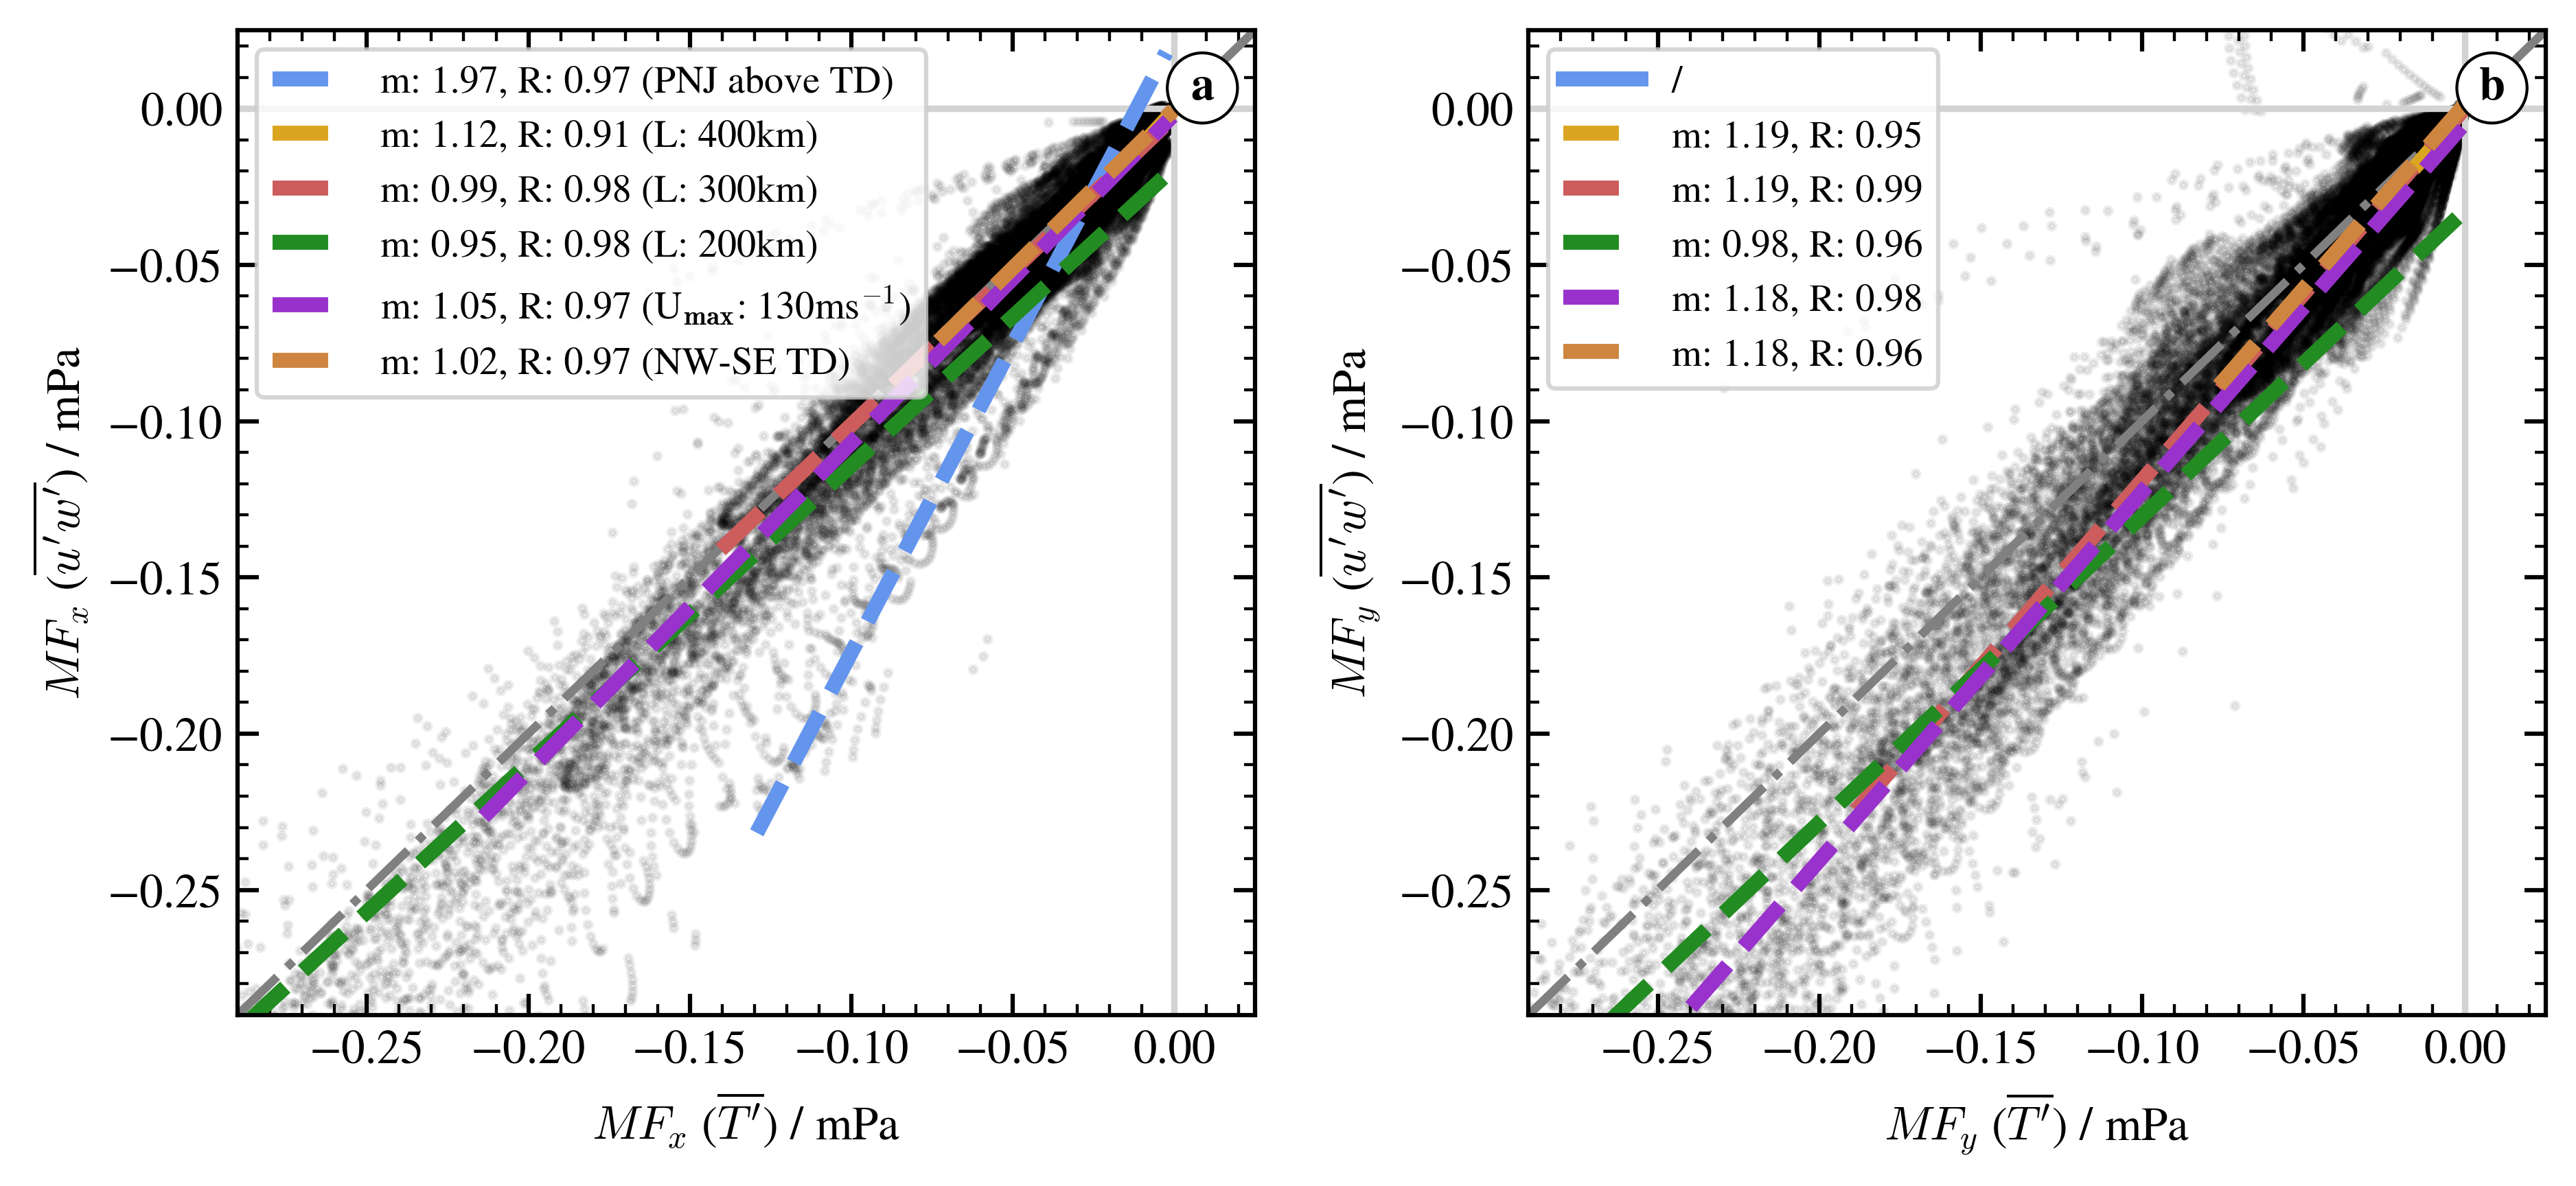 a
m: 1.97, R: 0.97 (PNJ above TD)
m: 1.12, R: 0.91 (L: 400km)
m: 0.99, R: 0.98 (L: 300km)
m: 0.95, R: 0.98 (L: 200km)
m: 1.05, R: 0.97 (U_max: 130ms⁻¹)
m: 1.02, R: 0.97 (NW-SE TD)
0.00
−0.05
−0.10
−0.15
−0.20
−0.25
MF_x (u′w′) / mPa
−0.25 −0.20 −0.15 −0.10 −0.05 0.00
MF_x (T′) / mPa
b
/
m: 1.19, R: 0.95
m: 1.19, R: 0.99
m: 0.98, R: 0.96
m: 1.18, R: 0.98
m: 1.18, R: 0.96
0.00
−0.05
−0.10
−0.15
−0.20
−0.25
MF_y (u′w′) / mPa
−0.25 −0.20 −0.15 −0.10 −0.05 0.00
MF_y (T′) / mPa